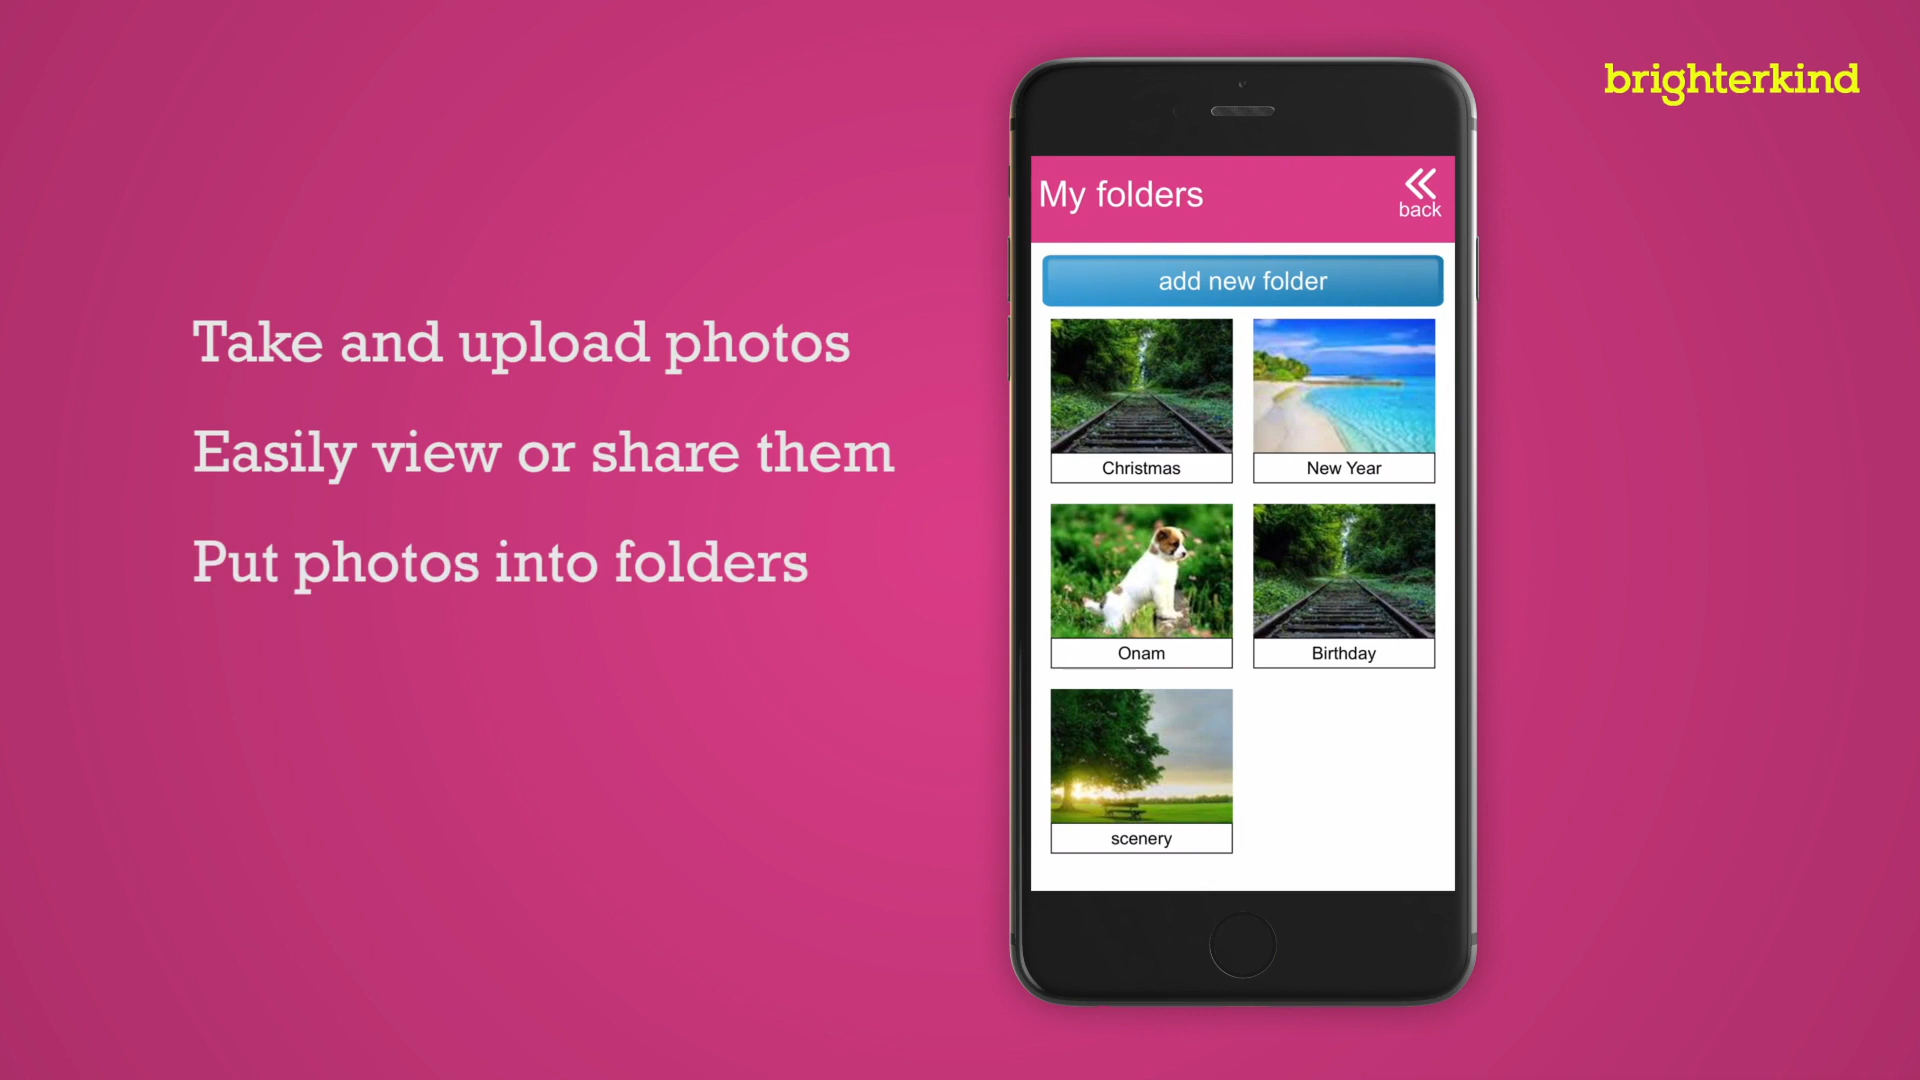 brighterkind
Take and upload photos
Easily view or share them
Put photos into folders
My folders
back
add new folder
Christmas
New Year
Onam
Birthday
scenery